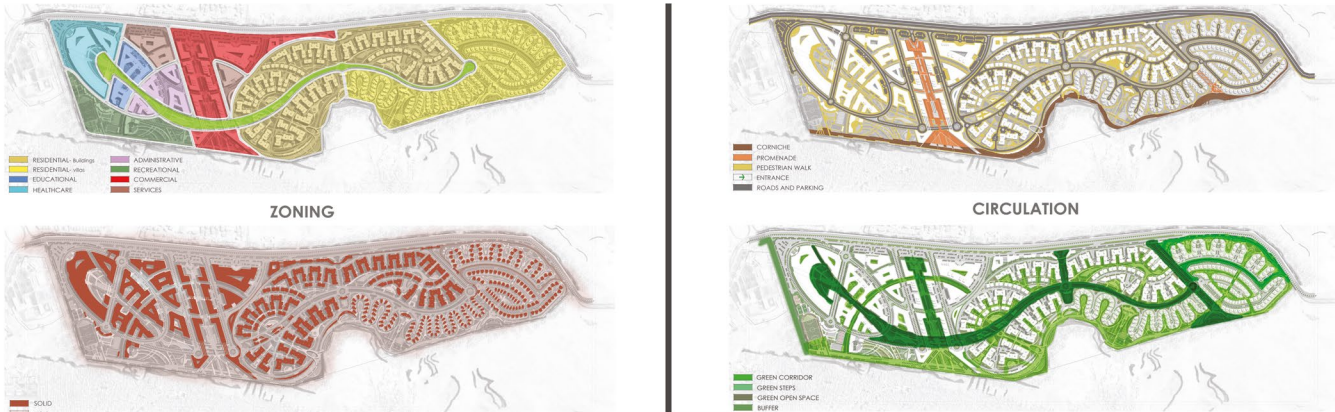 RESIDENTIAL- Buildings
RESIDENTIAL- villas
EDUCATIONAL
HEALTHCARE
ADMINISTRATIVE
RECREATIONAL
COMMERCIAL
SERVICES
ZONING
CORNICHE
PROMENADE
PEDESTRIAN WALK
ENTRANCE
ROADS AND PARKING
CIRCULATION
SOLID
GREEN CORRIDOR
GREEN STEPS
GREEN OPEN SPACE
BUFFER